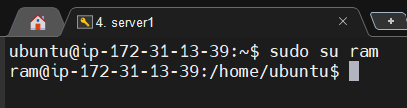 4. server1
ubuntu@ip-172-31-13-39:~$ sudo su ram
ram@ip-172-31-13-39:/home/ubuntu$